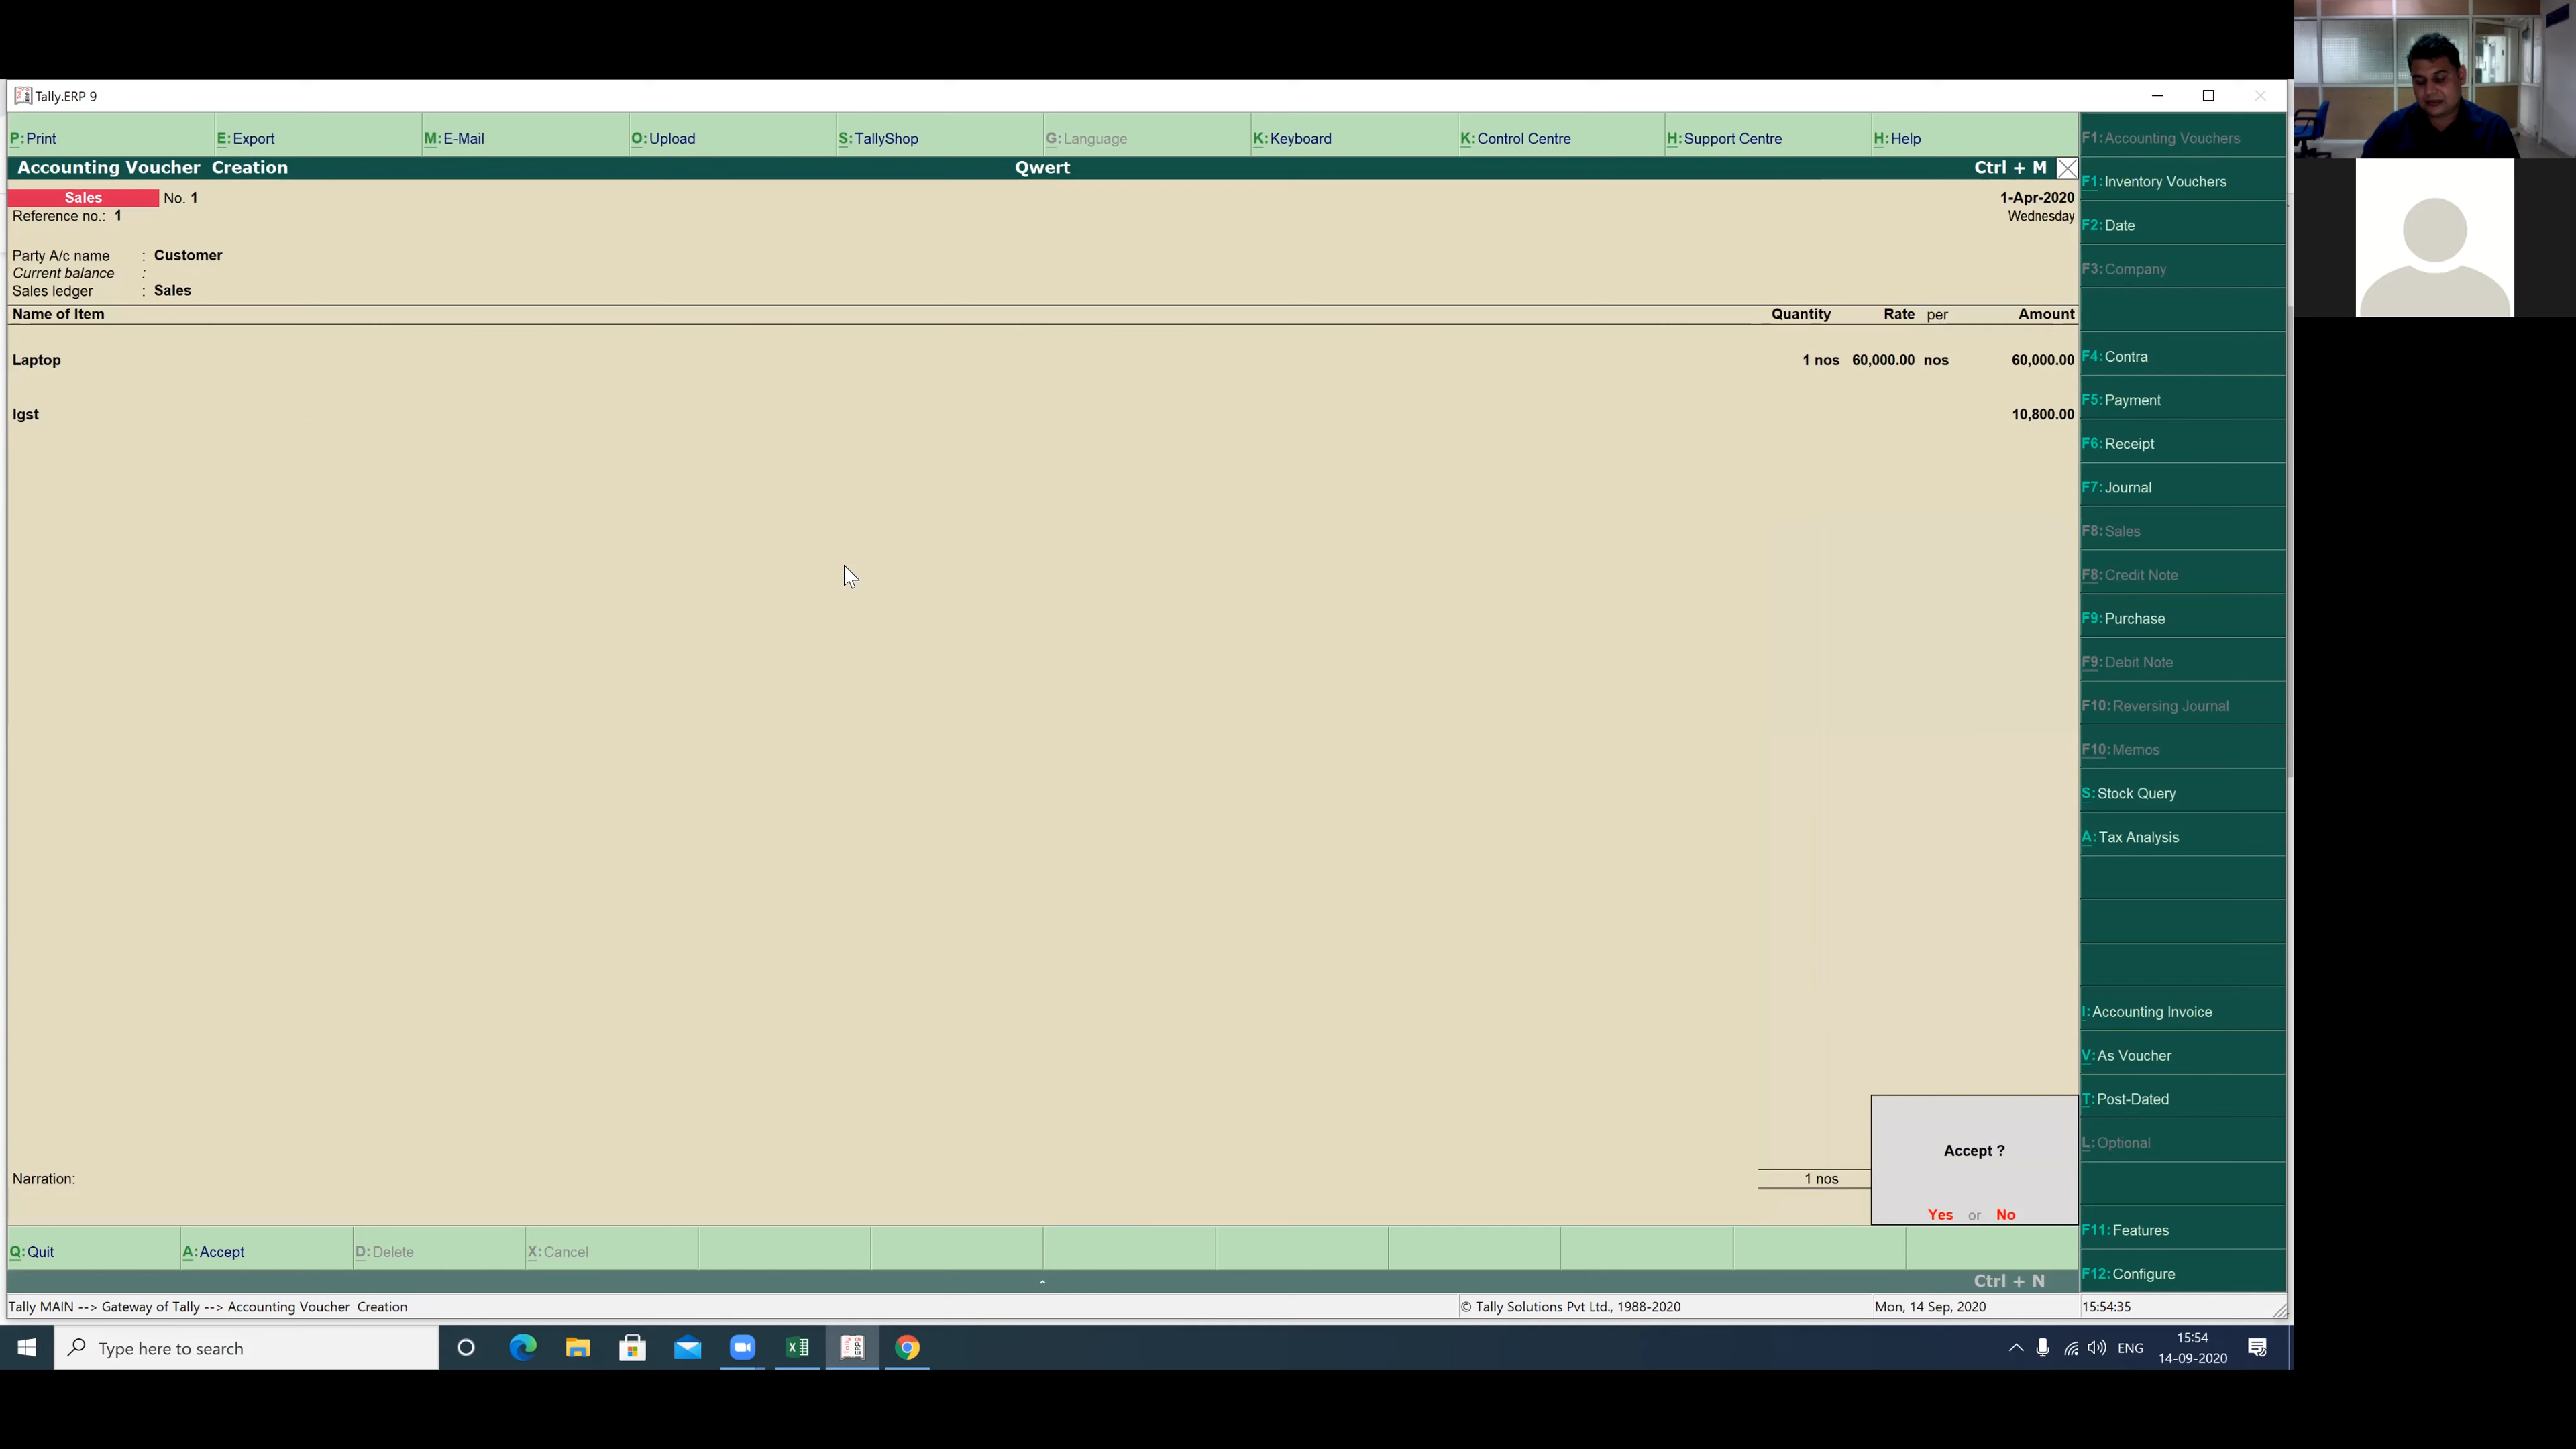 Tally.ERP 9
P: Print E: Export M: E-Mail O: Upload S: TallyShop G: Language K: Keyboard K: Control Centre H: Support Centre H: Help
Accounting Voucher Creation Qwert Ctrl + M
Sales No. 1 1-Apr-2020
Reference no.: 1 Wednesday
Party A/c name : Customer
Current balance :
Sales ledger : Sales
Name of Item Quantity Rate per Amount
Laptop 1 nos 60,000.00 nos 60,000.00
Igst 10,800.00
Narration: 1 nos
Accept ?
Yes or No
F1: Accounting Vouchers
F1: Inventory Vouchers
F2: Date
F3: Company
F4: Contra
F5: Payment
F6: Receipt
F7: Journal
F8: Sales
F8: Credit Note
F9: Purchase
F9: Debit Note
F10: Reversing Journal
F10: Memos
S: Stock Query
A: Tax Analysis
I: Accounting Invoice
V: As Voucher
T: Post-Dated
L: Optional
F11: Features
F12: Configure
Q: Quit A: Accept D: Delete X: Cancel
Ctrl + N
Tally MAIN --> Gateway of Tally --> Accounting Voucher Creation © Tally Solutions Pvt Ltd., 1988-2020 Mon, 14 Sep, 2020 15:54:35
Type here to search ENG 15:54
14-09-2020